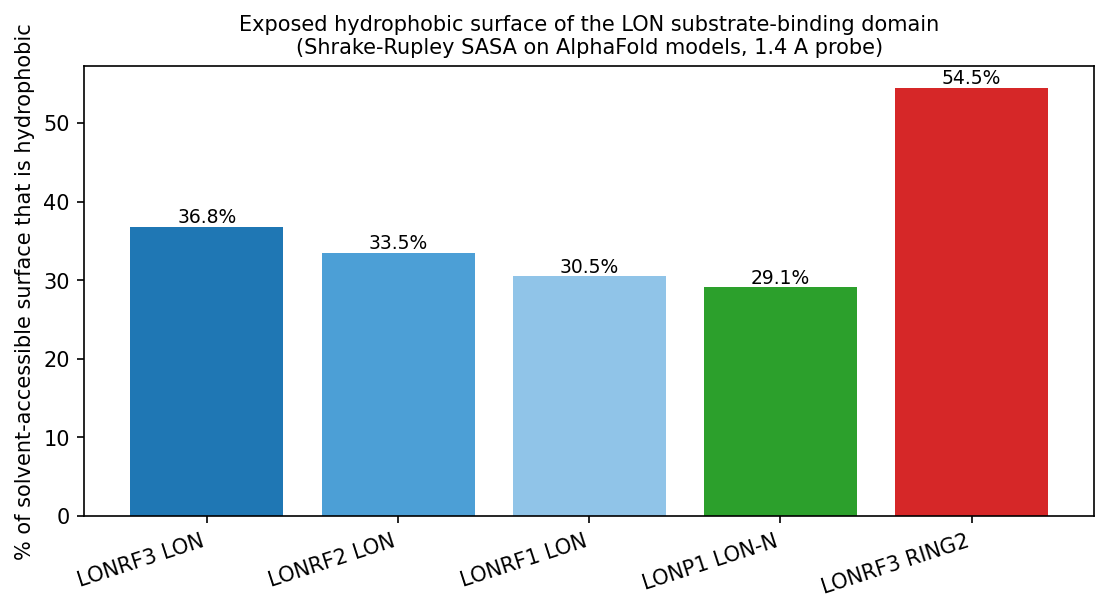 Exposed hydrophobic surface of the LON substrate-binding domain
(Shrake-Rupley SASA on AlphaFold models, 1.4 A probe)
% of solvent-accessible surface that is hydrophobic
50
40
30
20
10
0
36.8%
33.5%
30.5%
29.1%
54.5%
LONRF3 LON
LONRF2 LON
LONRF1 LON
LONP1 LON-N
LONRF3 RING2